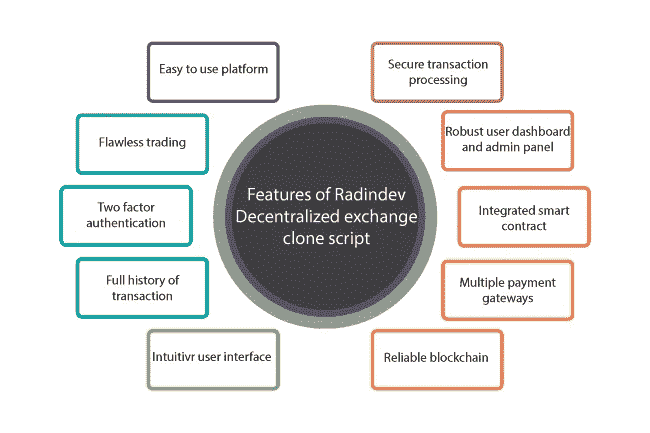 Easy to use platform
Secure transaction
processing
Flawless trading
Robust user dashboard
and admin panel
Two factor
authentication
Features of Radindev
Decentralized exchange
clone script
Integrated smart
contract
Full history of
transaction
Multiple payment
gateways
Intuitivr user interface
Reliable blockchain